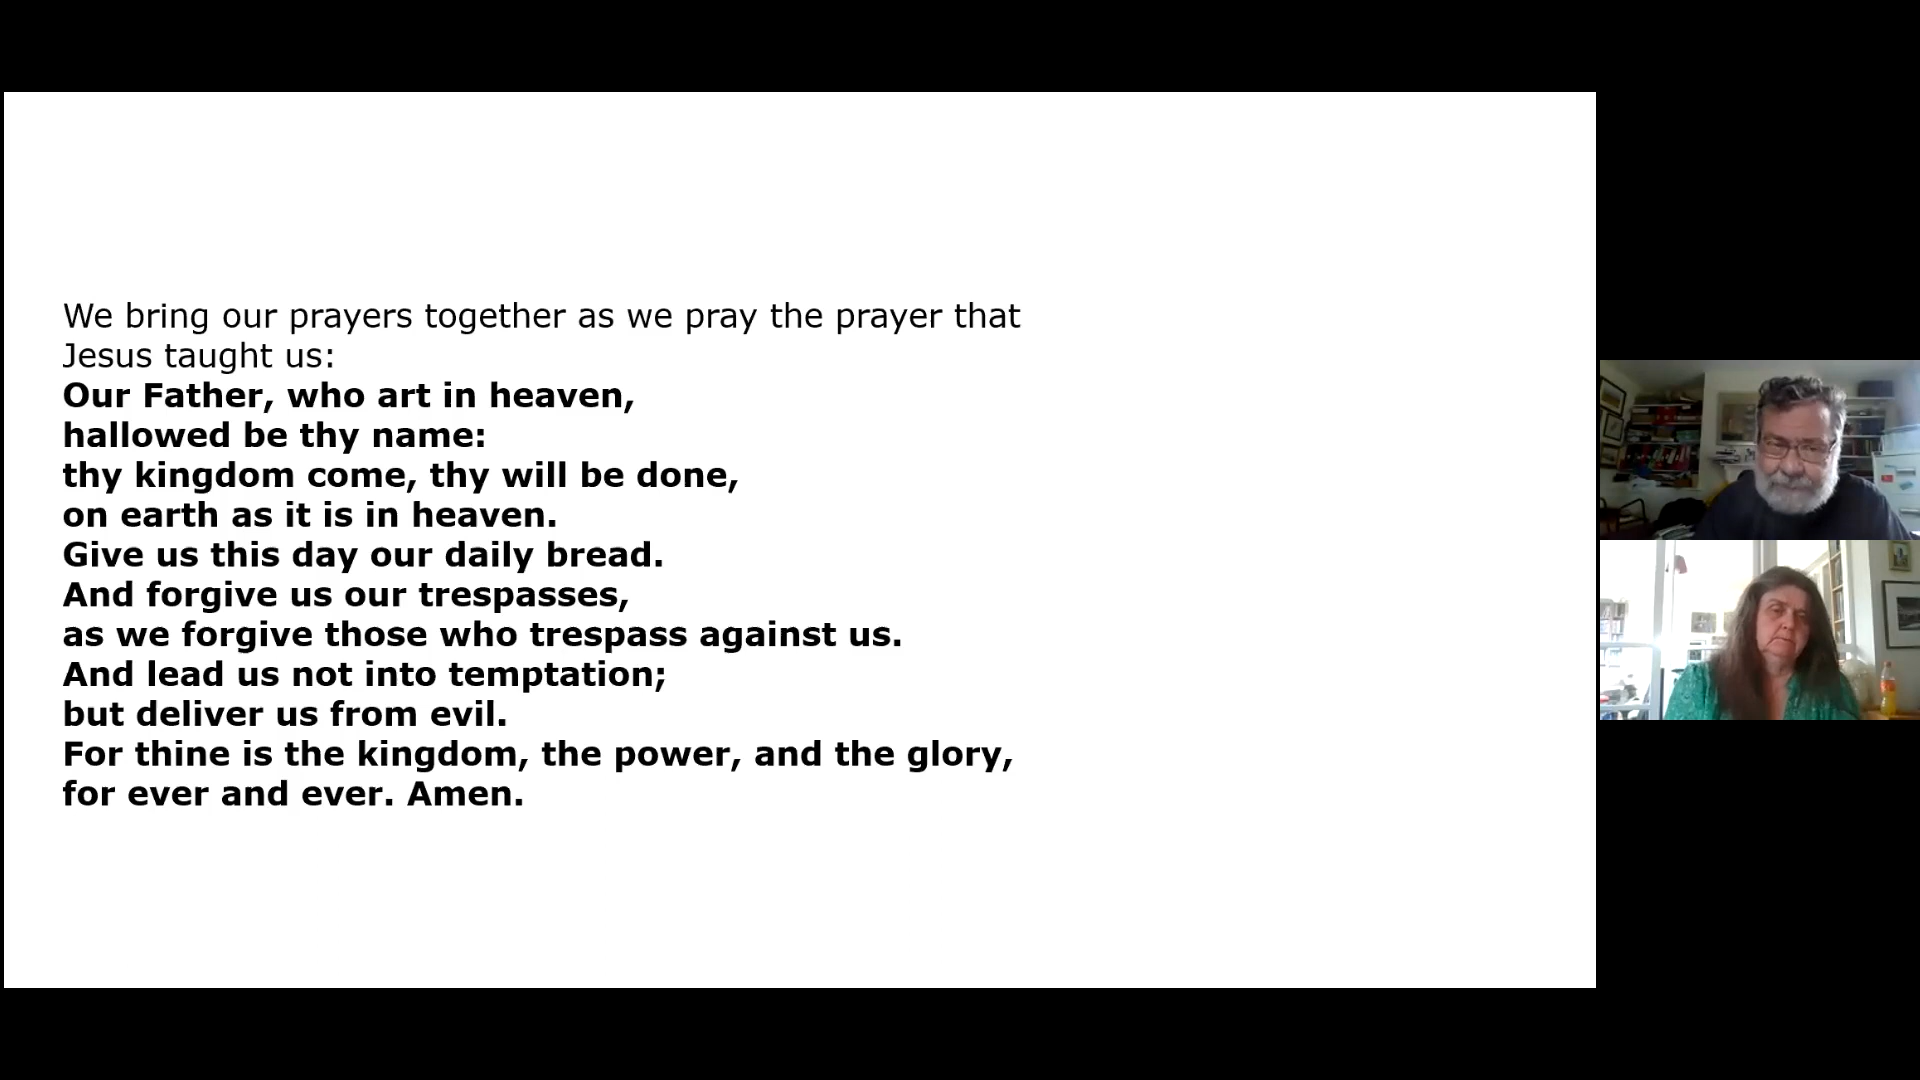 We bring our prayers together as we pray the prayer that
Jesus taught us:
Our Father, who art in heaven,
hallowed be thy name:
thy kingdom come, thy will be done,
on earth as it is in heaven.
Give us this day our daily bread.
And forgive us our trespasses,
as we forgive those who trespass against us.
And lead us not into temptation;
but deliver us from evil.
For thine is the kingdom, the power, and the glory,
for ever and ever. Amen.